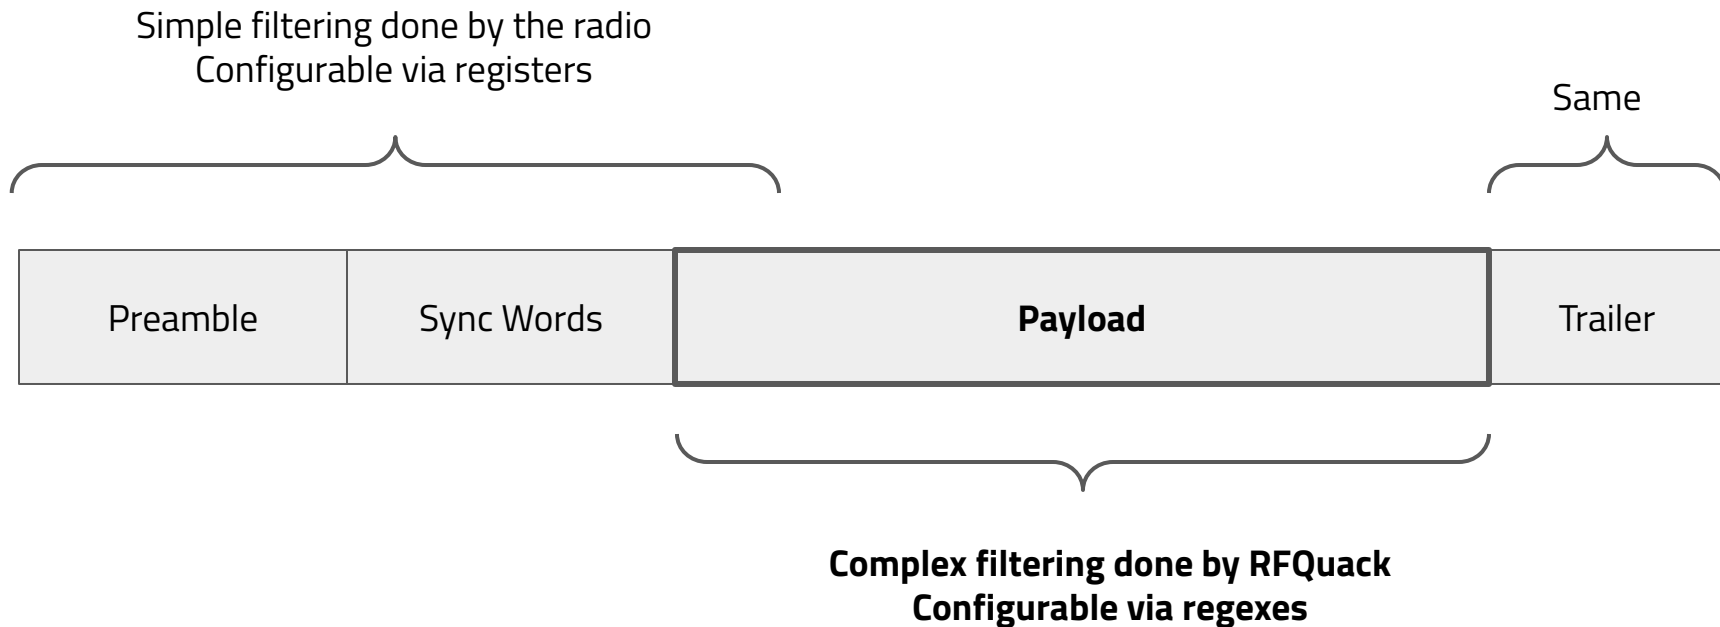 Simple filtering done by the radio
Configurable via registers
Same
Preamble
Sync Words
Payload
Trailer
Complex filtering done by RFQuack
Configurable via regexes